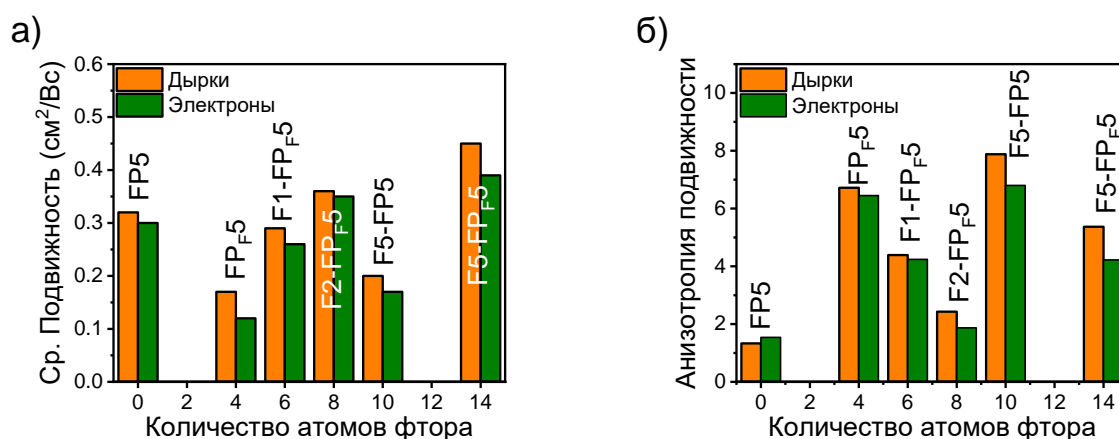 а)
Ср. Подвижность (см²/Вс)
0.6
0.5
0.4
0.3
0.2
0.1
0.0
Дырки
Электроны
FP5
FP_F5
F1-FP_F5
F2-FP_F5
F5-FP5
F5-FP_F5
0 2 4 6 8 10 12 14
Количество атомов фтора
б)
Анизотропия подвижности
10
8
6
4
2
0
Дырки
Электроны
FP5
FP_F5
F1-FP_F5
F2-FP_F5
F5-FP5
F5-FP_F5
0 2 4 6 8 10 12 14
Количество атомов фтора